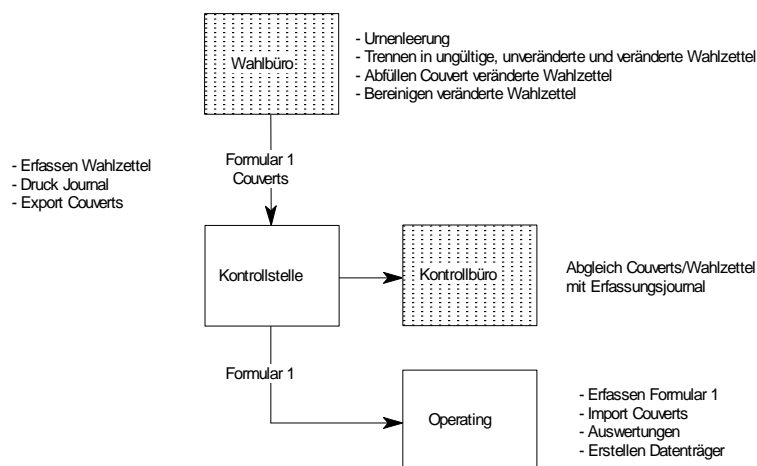 Wahlbüro
- Urnenleerung
- Trennen in ungültige, unveränderte und veränderte Wahlzettel
- Abfüllen Couvert veränderte Wahlzettel
- Bereinigen veränderte Wahlzettel
Formular 1
Couverts
- Erfassen Wahlzettel
- Druck Journal
- Export Couverts
Kontrollstelle
Kontrollbüro
Abgleich Couverts/Wahlzettel
mit Erfassungsjournal
Formular 1
Operating
- Erfassen Formular 1
- Import Couverts
- Auswertungen
- Erstellen Datenträger